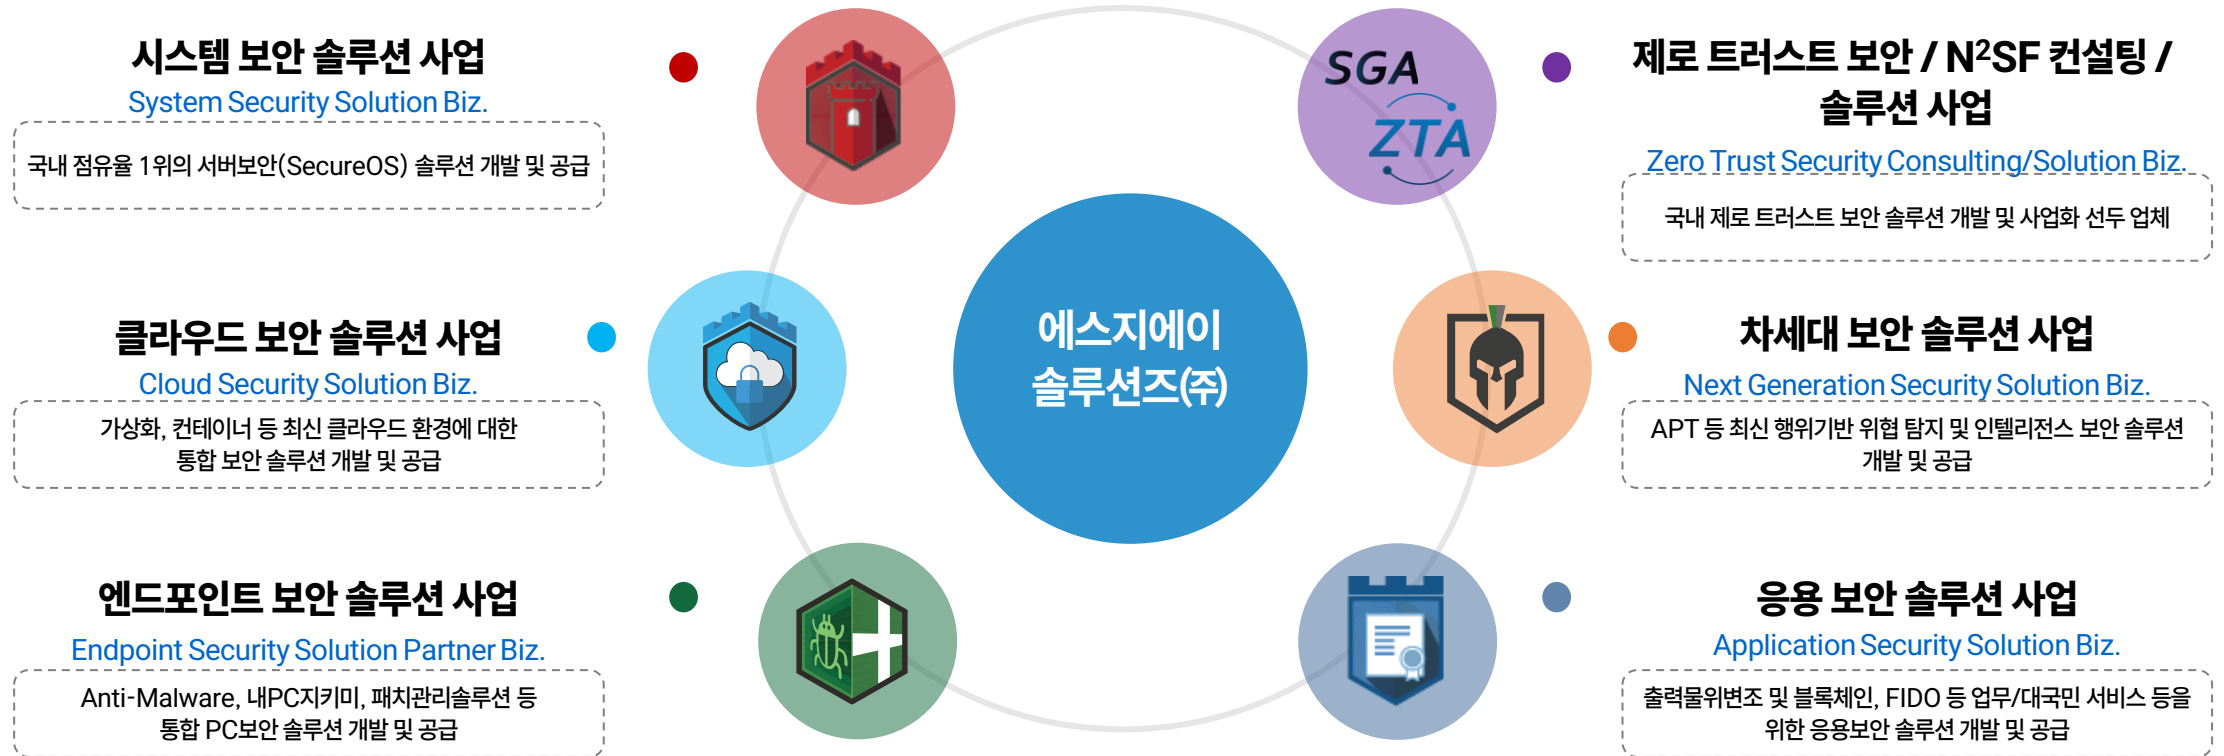 시스템 보안 솔루션 사업
System Security Solution Biz.
국내 점유율 1위의 서버보안(SecureOS) 솔루션 개발 및 공급
클라우드 보안 솔루션 사업
Cloud Security Solution Biz.
가상화, 컨테이너 등 최신 클라우드 환경에 대한
통합 보안 솔루션 개발 및 공급
엔드포인트 보안 솔루션 사업
Endpoint Security Solution Partner Biz.
Anti-Malware, 내PC지키미, 패치관리솔루션 등
통합 PC보안 솔루션 개발 및 공급
SGA
ZTA
에스지에이
솔루션즈㈜
제로 트러스트 보안 / N²SF 컨설팅 /
솔루션 사업
Zero Trust Security Consulting/Solution Biz.
국내 제로 트러스트 보안 솔루션 개발 및 사업화 선두 업체
차세대 보안 솔루션 사업
Next Generation Security Solution Biz.
APT 등 최신 행위기반 위협 탐지 및 인텔리전스 보안 솔루션
개발 및 공급
응용 보안 솔루션 사업
Application Security Solution Biz.
출력물위변조 및 블록체인, FIDO 등 업무/대국민 서비스 등을
위한 응용보안 솔루션 개발 및 공급